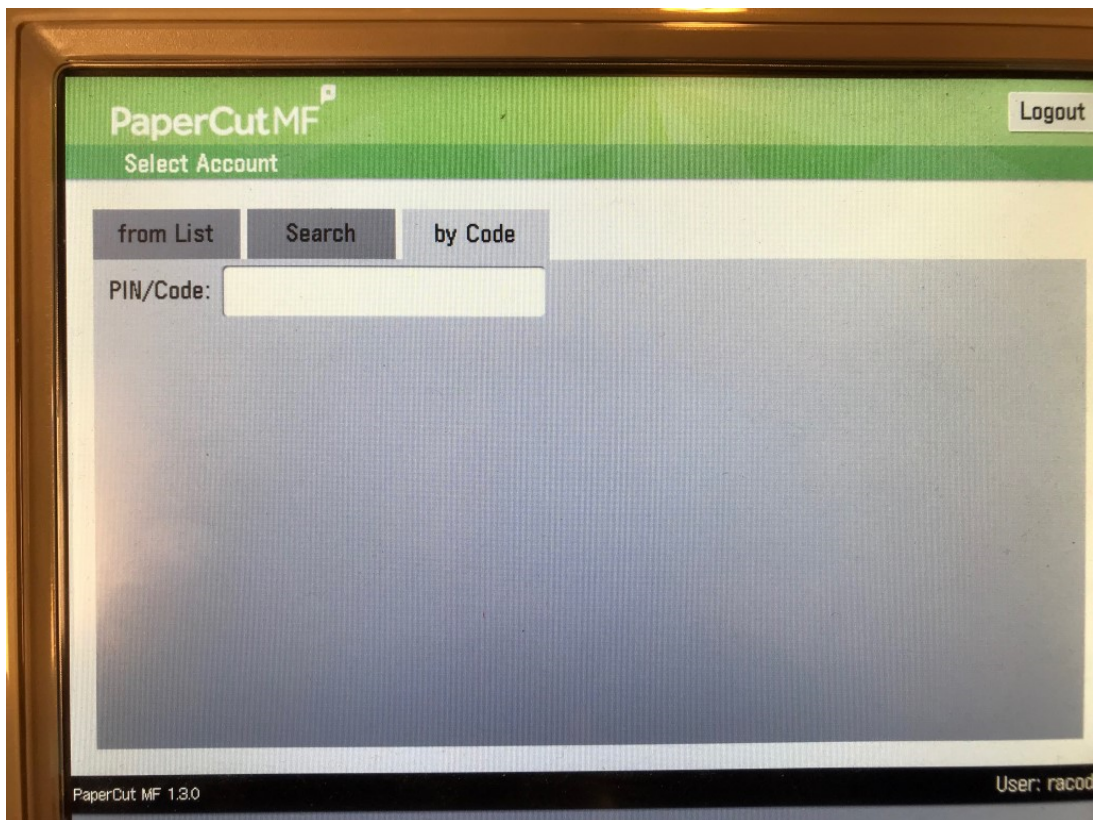 PaperCutMF
Logout
Select Account
from List
Search
by Code
PIN/Code:
PaperCut MF 1.3.0
User: racod